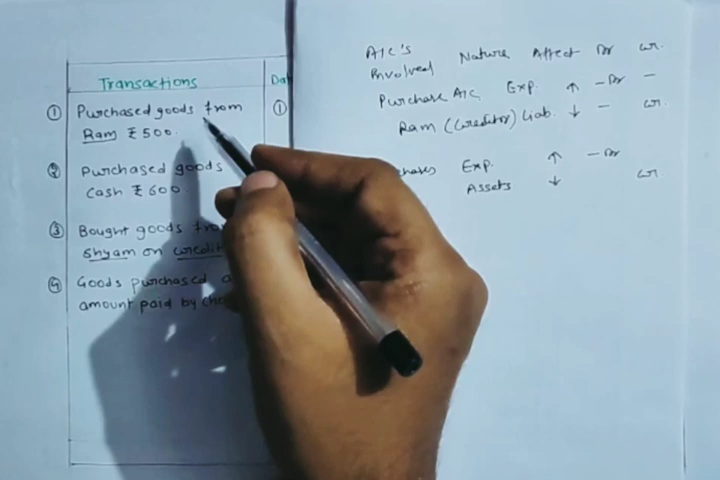 Transactions
① Purchased goods from
Ram ₹ 500.
② Purchased goods
Cash ₹ 600.
③ Bought goods from
shyam on credit
④ Goods purchased
amount paid by
①
A/C's
Involved Nature Affect Dr Cr.
Purchase A/C Exp. ↑ - Dr -
Ram (Creditor) Liab. ↓ - Cr.
Exp. ↑ - Dr
Assets ↓ Cr.